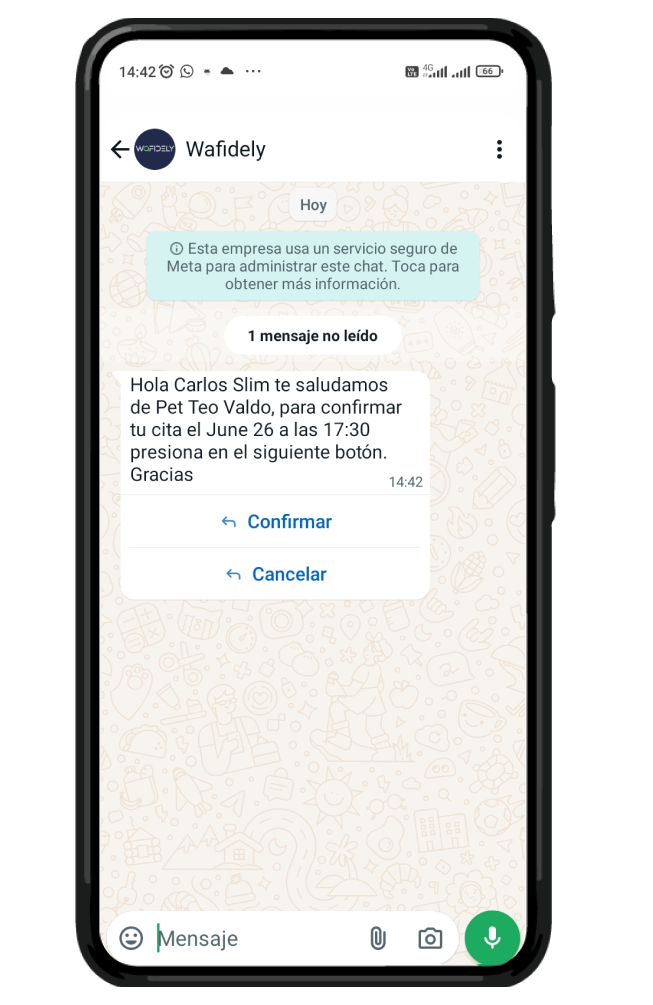 14:42 ...
Vo LTE 4G 66
WAFIDELY Wafidely
Hoy
Esta empresa usa un servicio seguro de
Meta para administrar este chat. Toca para
obtener más información.
1 mensaje no leído
Hola Carlos Slim te saludamos
de Pet Teo Valdo, para confirmar
tu cita el June 26 a las 17:30
presiona en el siguiente botón.
Gracias
14:42
Confirmar
Cancelar
Mensaje